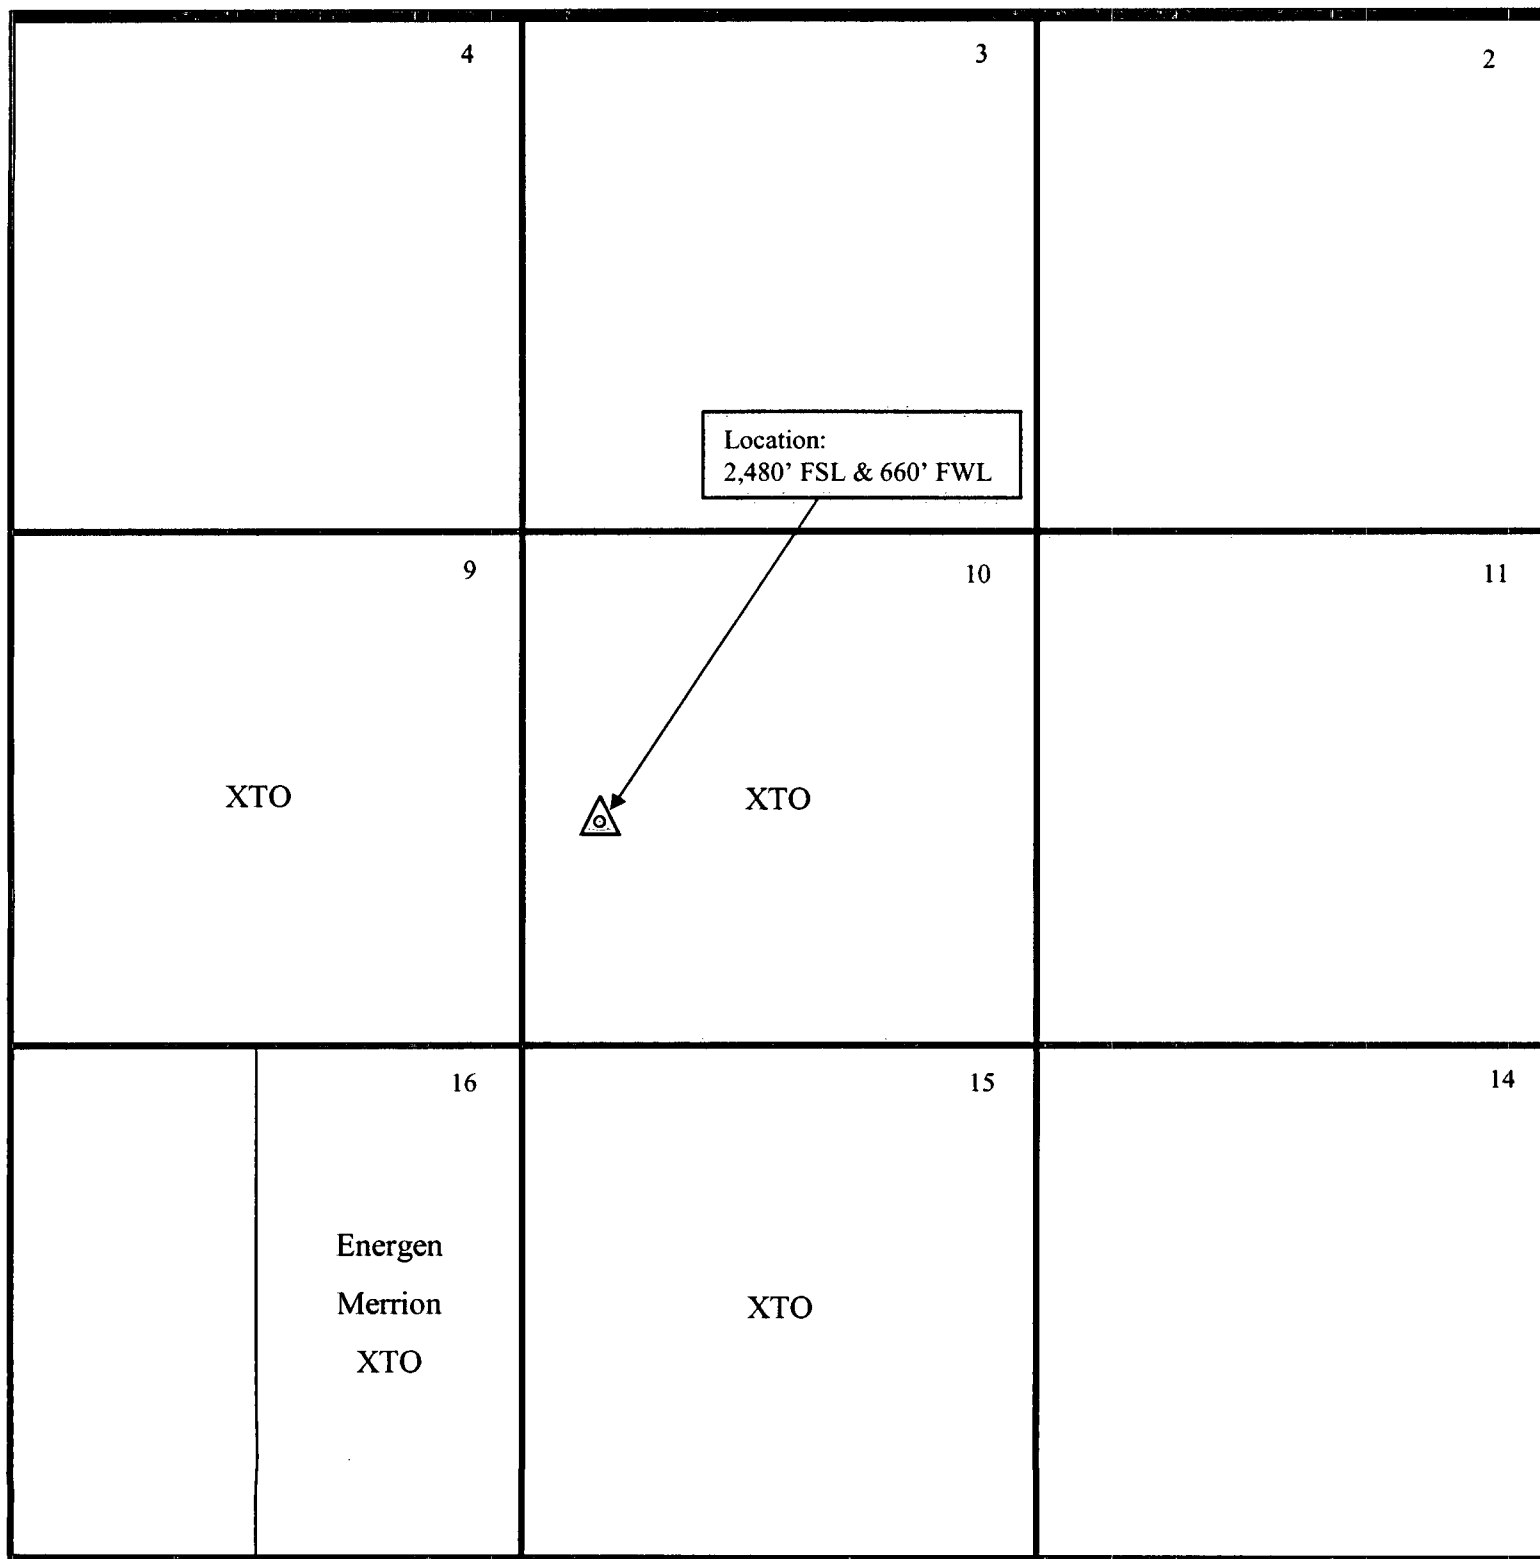 4
3
2
Location:
2,480’ FSL & 660’ FWL
9
10
11
XTO
XTO
16
15
14
Energen
Merrion
XTO
XTO